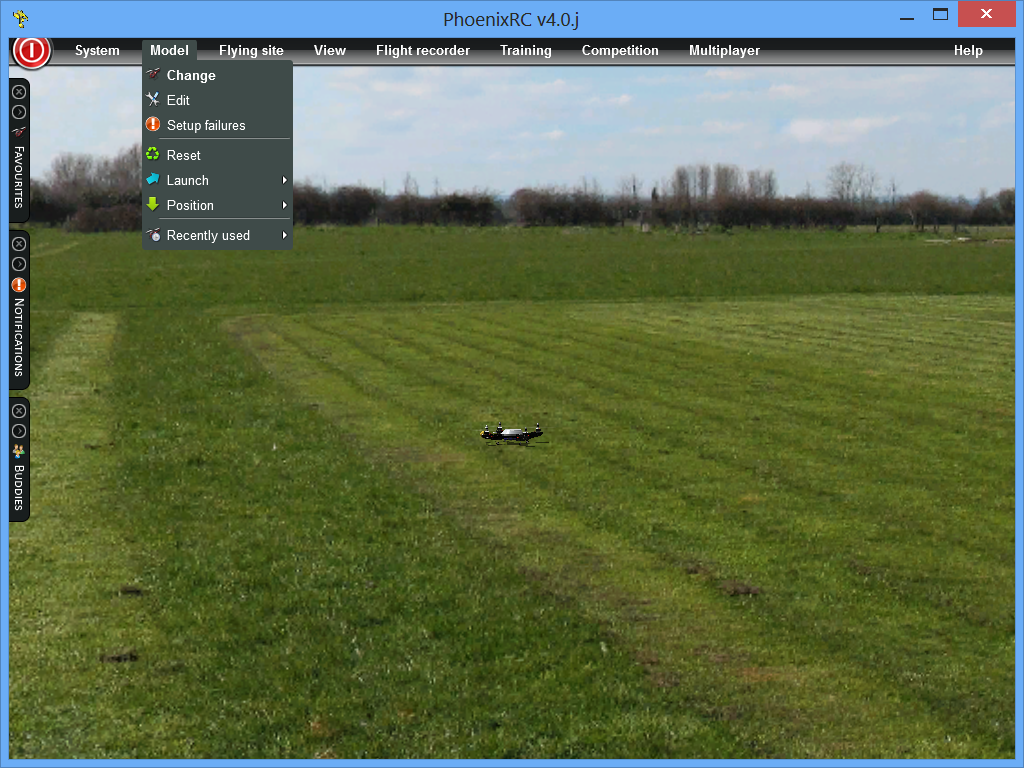 PhoenixRC v4.0.j
System Model Flying site View Flight recorder Training Competition Multiplayer Help
Change
Edit
Setup failures
Reset
Launch
Position
Recently used
FAVOURITES
NOTIFICATIONS
BUDDIES